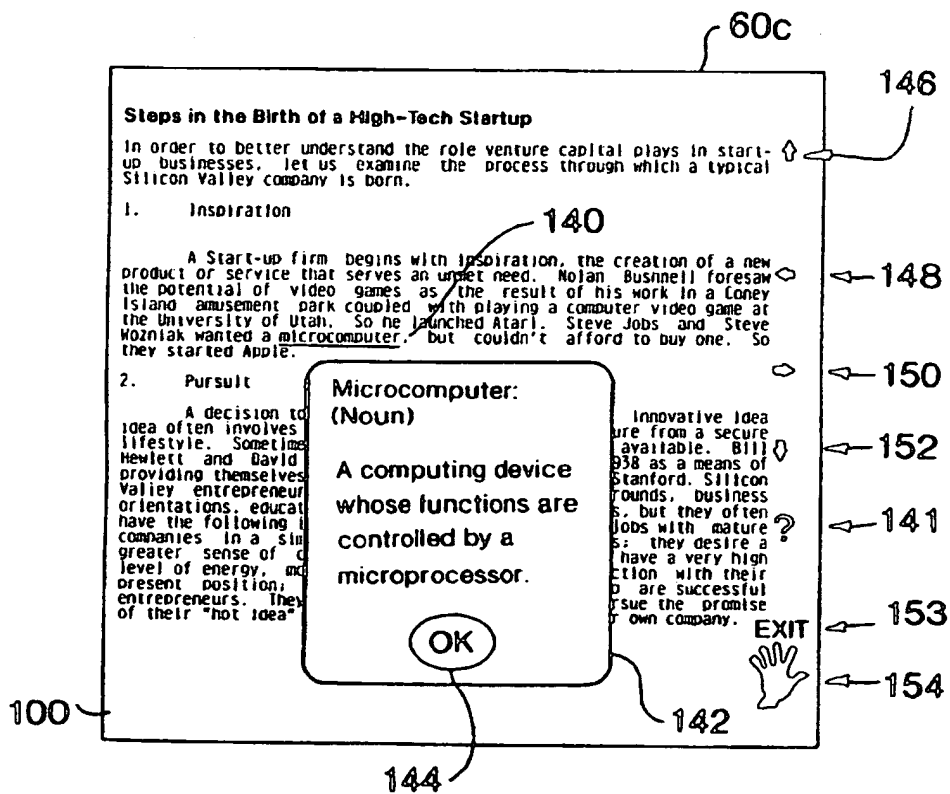 60c
146
Steps in the Birth of a High-Tech Startup
In order to better understand the role venture capital plays in start-
up businesses, let us examine the process through which a typical
Silicon Valley company is born.
1. Inspiration
140
A Start-up firm begins with inspiration, the creation of a new
product or service that serves an unmet need. Nolan Bushnell foresaw
148
the potential of video games as the result of his work in a Coney
Island amusement park coupled with playing a computer video game at
the University of Utah. So he launched Atari. Steve Jobs and Steve
Wozniak wanted a microcomputer, but couldn't afford to buy one. So
they started Apple.
150
2. Pursuit
A decision to innovative idea
idea often involves ure from a secure
lifestyle. Sometime available. Bill
152
Hewlett and David 938 as a means of
providing themselves Stanford. Silicon
Valley entrepreneur rounds, business
orientations, educat s, but they often
have the following jobs with mature
? 141
companies in a sim s; they desire a
greater sense of have a very high
level of energy, mo ction with their
present position; o are successful
entrepreneurs. They rsue the promise
of their "hot idea" r own company.
Microcomputer:
(Noun)
A computing device
whose functions are
controlled by a
microprocessor.
OK
EXIT
153
154
100
142
144